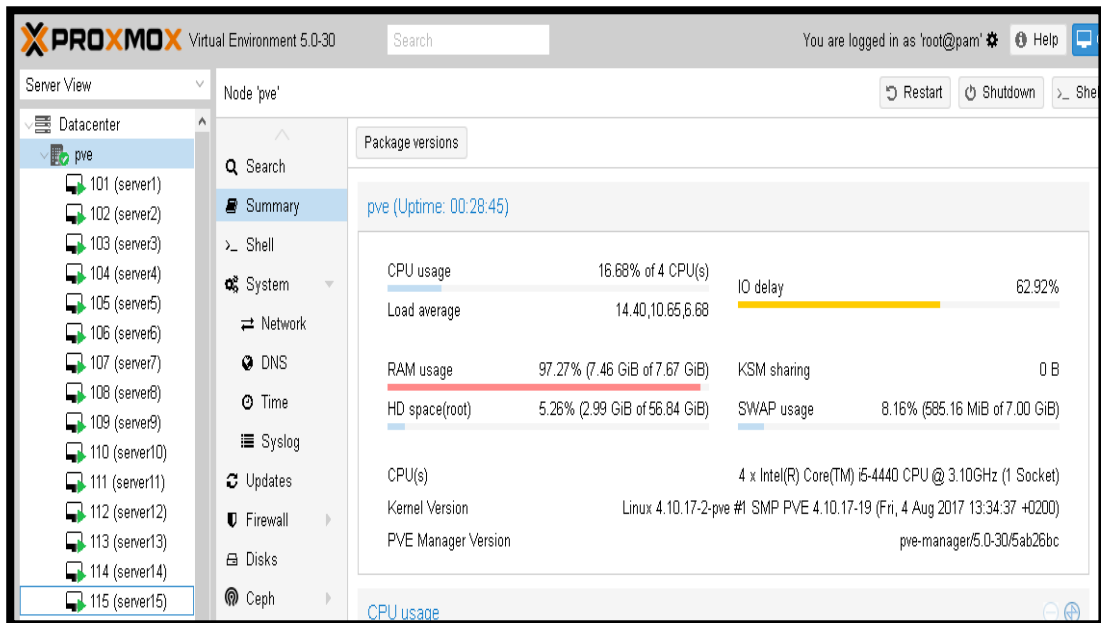 PROXMOX Virtual Environment 5.0-30 Search You are logged in as 'root@pam' Help
Server View
Datacenter
pve
101 (server1)
102 (server2)
103 (server3)
104 (server4)
105 (server5)
106 (server6)
107 (server7)
108 (server8)
109 (server9)
110 (server10)
111 (server11)
112 (server12)
113 (server13)
114 (server14)
115 (server15)
Node 'pve' Restart Shutdown >_ Shel
Search
Summary
>_ Shell
System
Network
DNS
Time
Syslog
Updates
Firewall
Disks
Ceph
Package versions
pve (Uptime: 00:28:45)
CPU usage 16.68% of 4 CPU(s)
IO delay 62.92%
Load average 14.40,10.65,6.68
RAM usage 97.27% (7.46 GiB of 7.67 GiB)
KSM sharing 0 B
HD space(root) 5.26% (2.99 GiB of 56.84 GiB)
SWAP usage 8.16% (585.16 MiB of 7.00 GiB)
CPU(s) 4 x Intel(R) Core(TM) i5-4440 CPU @ 3.10GHz (1 Socket)
Kernel Version Linux 4.10.17-2-pve #1 SMP PVE 4.10.17-19 (Fri, 4 Aug 2017 13:34:37 +0200)
PVE Manager Version pve-manager/5.0-30/5ab26bc
CPU usage